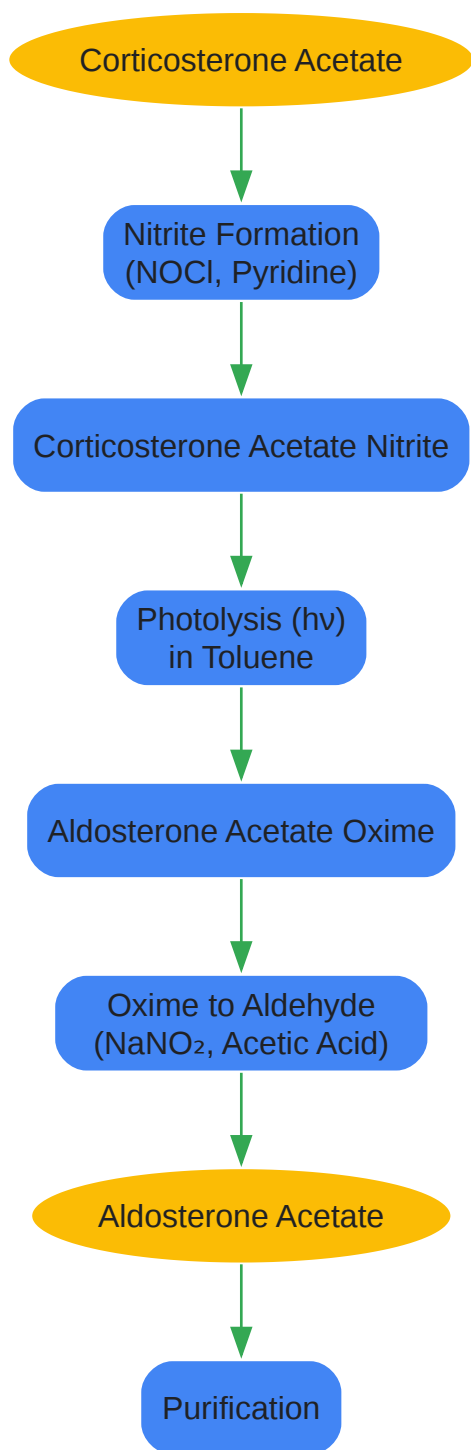 Corticosterone Acetate
Nitrite Formation
(NOCl, Pyridine)
Corticosterone Acetate Nitrite
Photolysis (hν)
in Toluene
Aldosterone Acetate Oxime
Oxime to Aldehyde
(NaNO₂, Acetic Acid)
Aldosterone Acetate
Purification